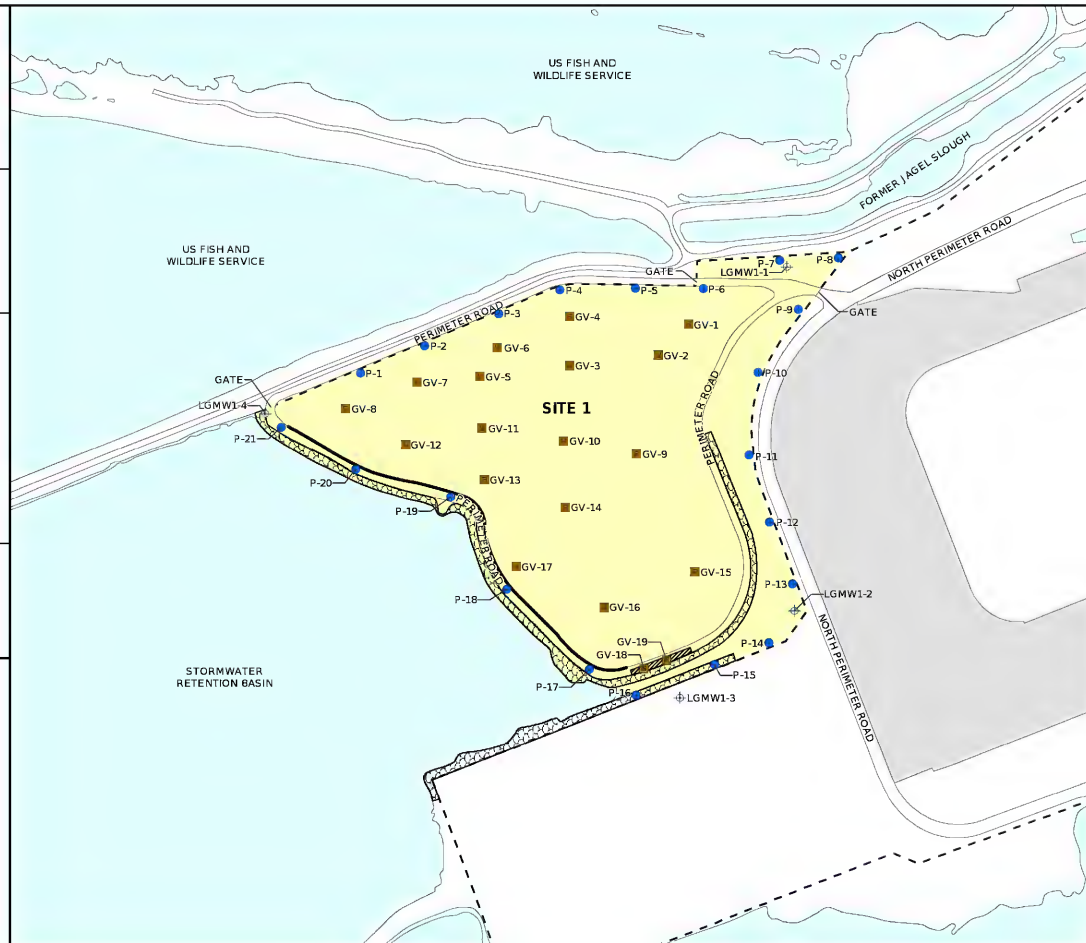 US FISH AND
WILDLIFE SERVICE
FORMER JAGEL SLOUGH
NORTH PERIMETER ROAD
US FISH AND
WILDLIFE SERVICE
GATE
P-7
LGMW1-1
P-8
P-4
P-5
P-6
P-9
GATE
P-3
GV-4
GV-1
PERIMETER ROAD
P-2
GV-6
GV-2
GV-3
P-1
GV-5
P-10
GATE
GV-7
PERIMETER ROAD
LGMW1-4
GV-8
SITE 1
P-21
GV-11
GV-12
GV-10
GV-9
P-11
P-20
GV-13
P-19
PERIMETER ROAD
GV-14
P-12
GV-17
GV-15
P-13
P-18
LGMW1-2
GV-16
NORTH PERIMETER ROAD
GV-19
P-14
GV-18
STORMWATER
RETENTION BASIN
P-17
P-15
P-16
LGMW1-3